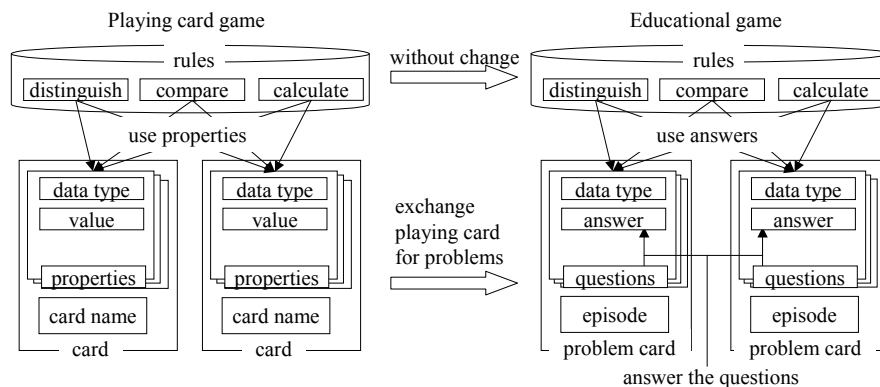 Playing card game
Educational game
rules
without change
rules
distinguish
compare
calculate
distinguish
compare
calculate
use properties
use answers
data type
data type
data type
data type
value
value
exchange
playing card
for problems
answer
answer
properties
properties
questions
questions
card name
card name
episode
episode
card
card
problem card
problem card
answer the questions